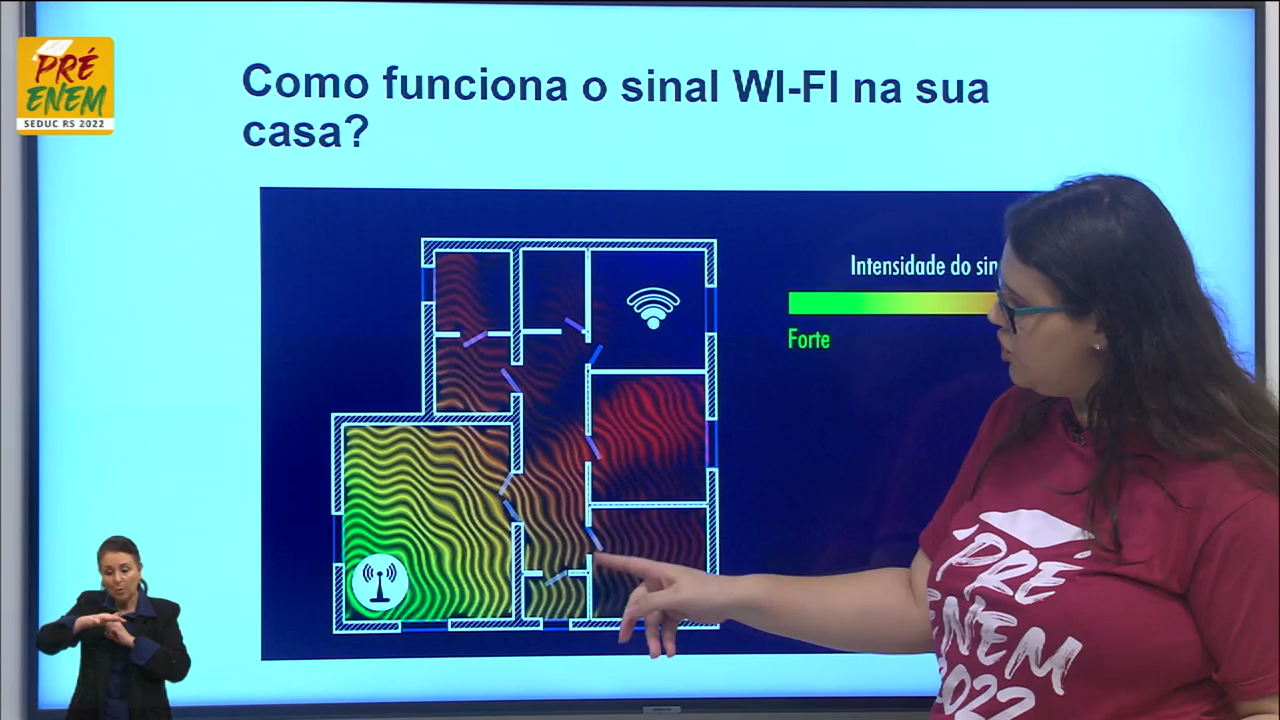 PRÉ
ENEM
SEDUC RS 2022
Como funciona o sinal WI-FI na sua
casa?
Intensidade do
Forte
PRÉ
ENEM
2022